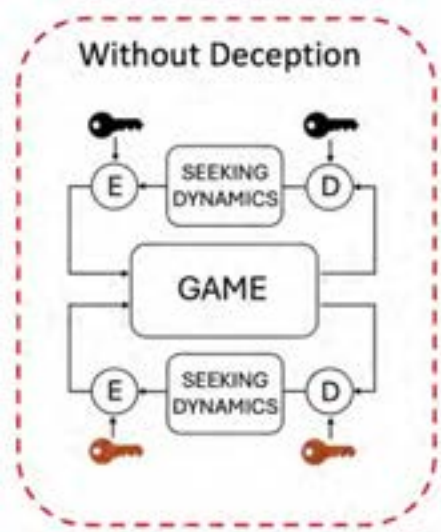 Without Deception
E
SEEKING
DYNAMICS
D
GAME
E
SEEKING
DYNAMICS
D